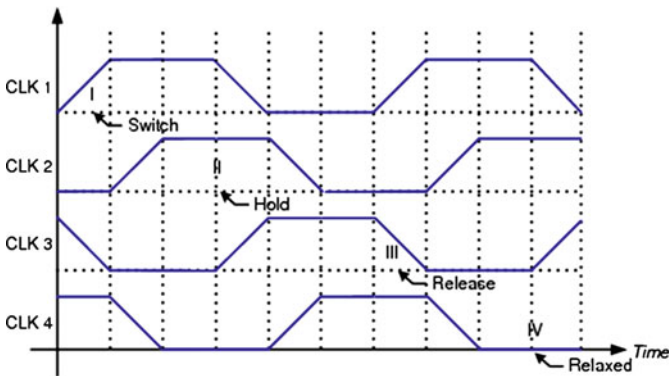 CLK 1
I
Switch
CLK 2
II
Hold
CLK 3
III
Release
CLK 4
IV
Time
Relaxed